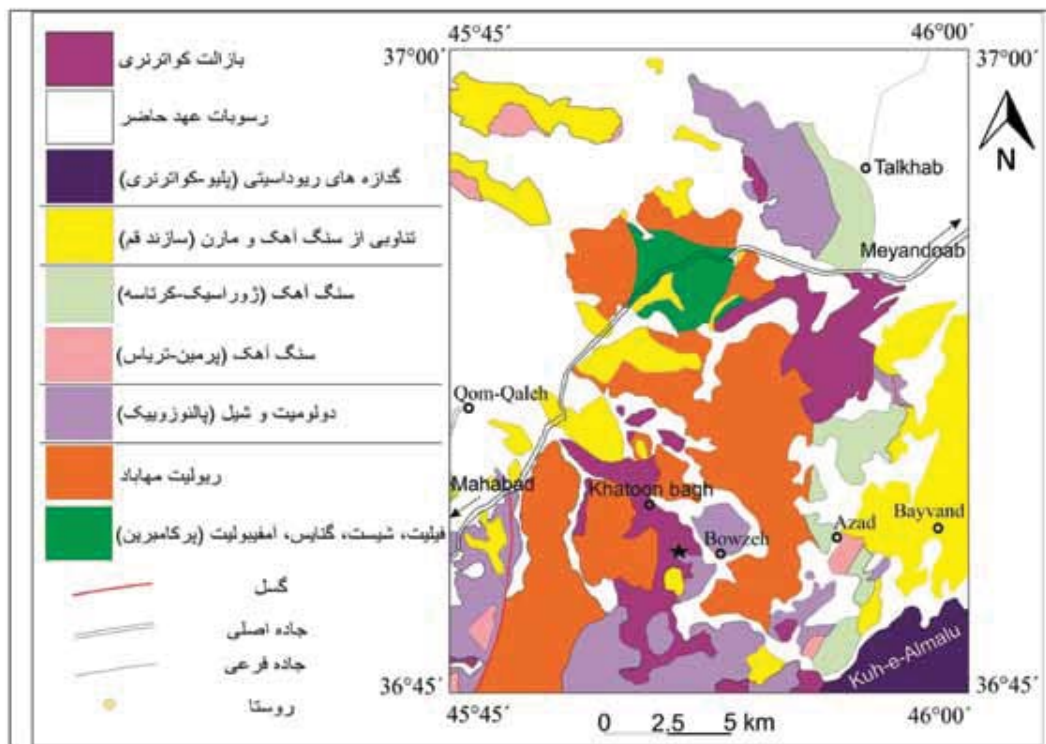 بازالت کواترنری
رسوبات عهد حاضر
گدازه های ریوداسیتی (پلیو-کواترنری)
تناوبی از سنگ آهک و مارن (سازند قم)
سنگ آهک (ژوراسیک-کرتاسه)
سنگ آهک (پرمین-تریاس)
دولومیت و شیل (پالئوزوییک)
ریولیت مهاباد
فیلیت، شیست، گنایس، آمفیبولیت (پرکامبرین)
گسل
جاده اصلی
جاده فرعی
روستا
45°45´ 46°00´
37°00´ 37°00´
N
Talkhab
Meyandoab
Qom-Qaleh
Mahabad
Khatoon bagh
Bowzeh
Azad
Bayvand
Kuh-e-Almalu
36°45´ 36°45´
45°45´ 46°00´
0 2.5 5 km